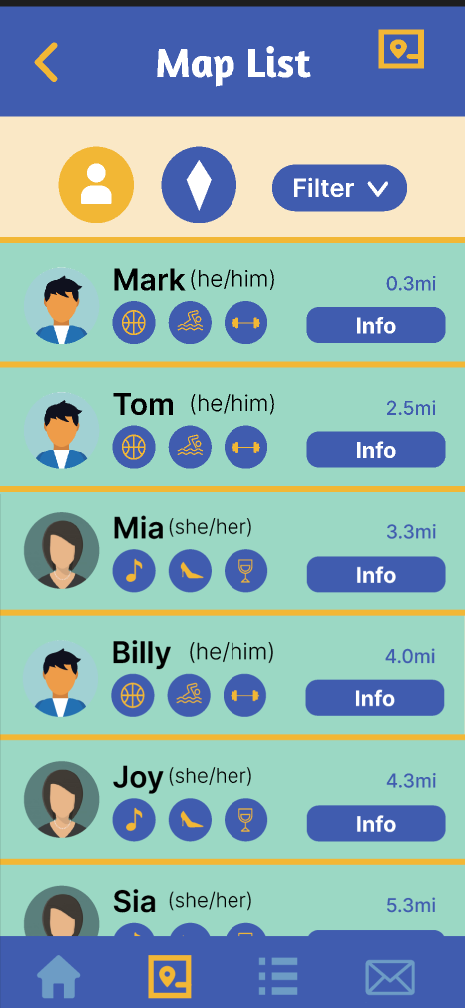 Map List
Filter
Mark (he/him)
0.3mi
Info
Tom (he/him)
2.5mi
Info
Mia (she/her)
3.3mi
Info
Billy (he/him)
4.0mi
Info
Joy (she/her)
4.3mi
Info
Sia (she/her)
5.3mi